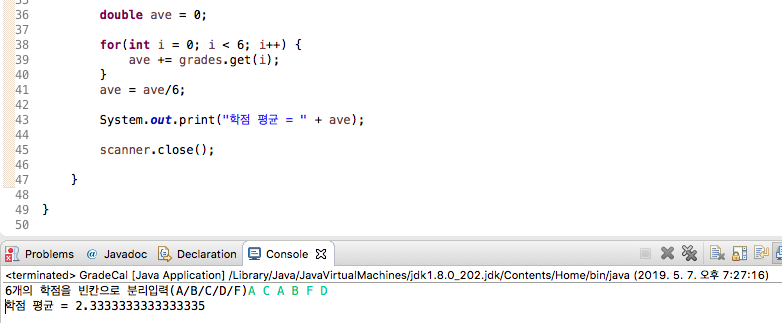 36 double ave = 0;
37
38 for(int i = 0; i < 6; i++) {
39 ave += grades.get(i);
40 }
41 ave = ave/6;
42
43 System.out.print("학점 평균 = " + ave);
44
45 scanner.close();
46
47 }
48
49 }
50
Problems @ Javadoc Declaration Console
<terminated> GradeCal [Java Application] /Library/Java/JavaVirtualMachines/jdk1.8.0_202.jdk/Contents/Home/bin/java (2019. 5. 7. 오후 7:27:16)
6개의 학점을 빈칸으로 분리입력(A/B/C/D/F)A C A B F D
학점 평균 = 2.3333333333333335